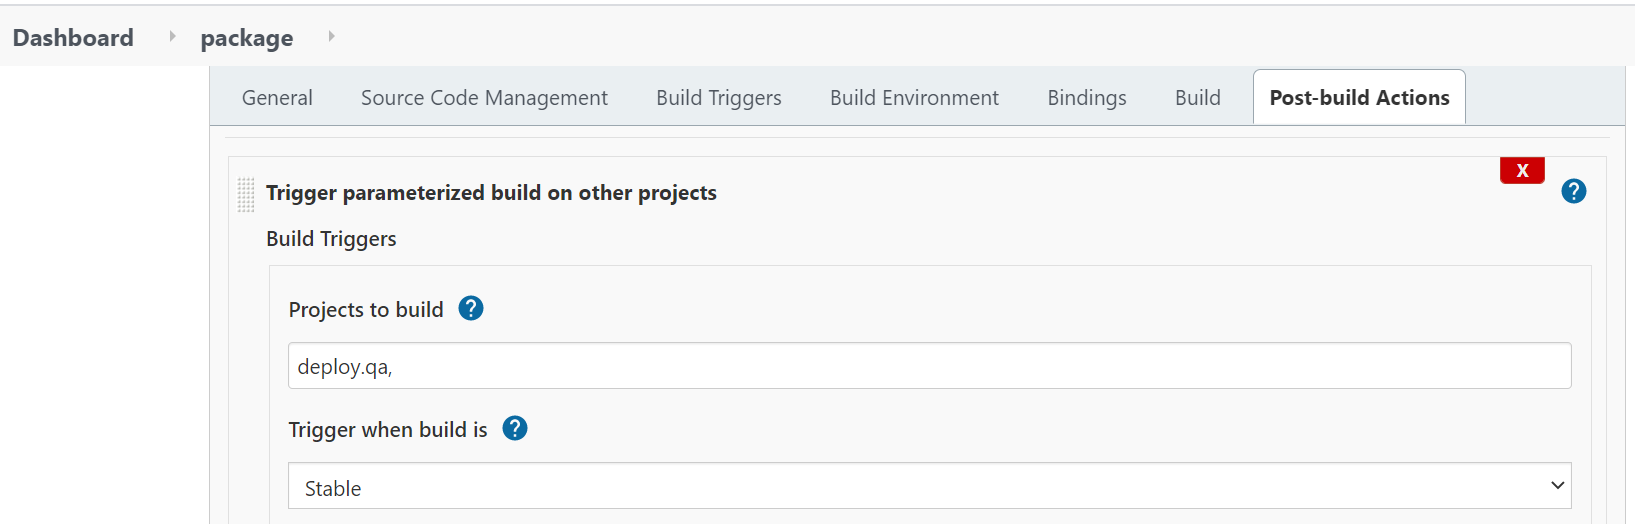 Dashboard package
General Source Code Management Build Triggers Build Environment Bindings Build Post-build Actions
X
Trigger parameterized build on other projects ?
Build Triggers
Projects to build ?
deploy.qa,
Trigger when build is ?
Stable